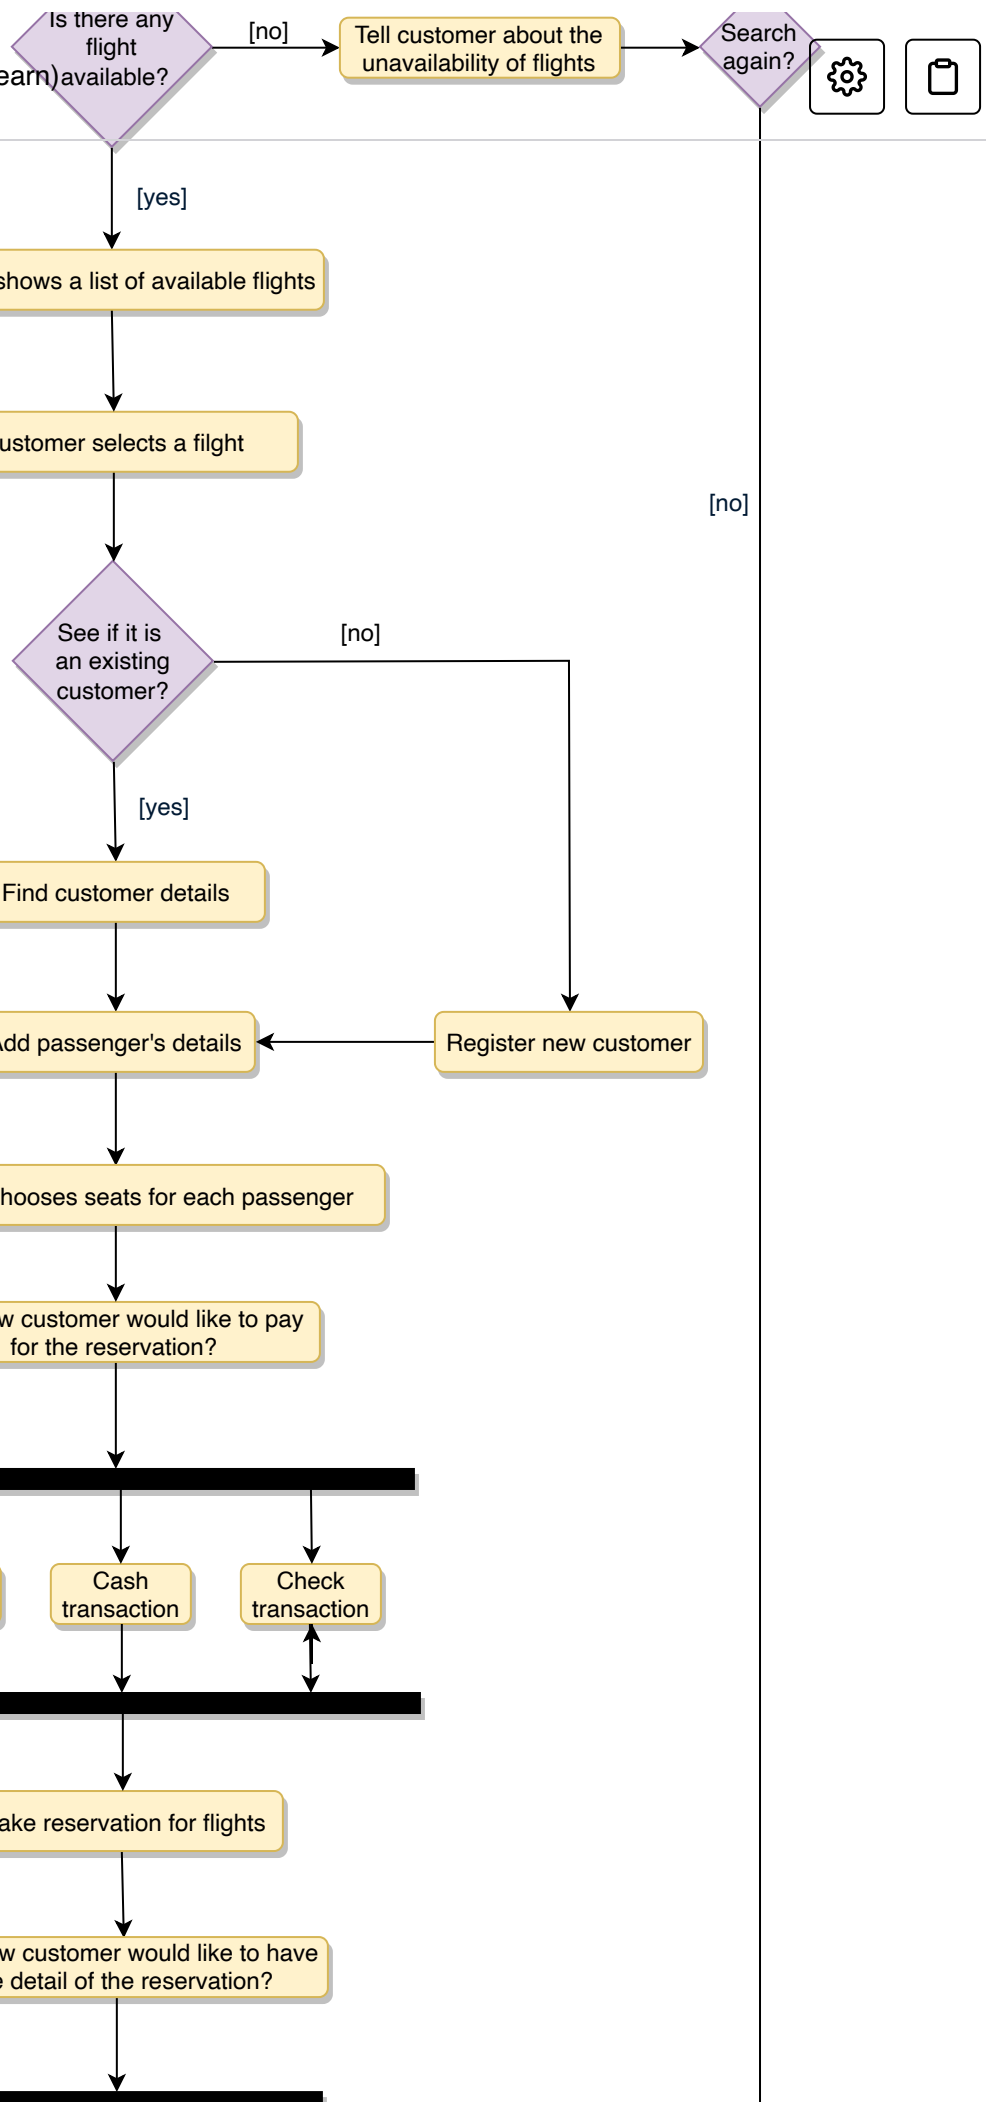 Is there any
flight
available?
earn)
[no]
Tell customer about the
unavailability of flights
Search
again?
[yes]
shows a list of available flights
ustomer selects a filght
[no]
See if it is
an existing
customer?
[no]
[yes]
Find customer details
Add passenger's details
Register new customer
hooses seats for each passenger
w customer would like to pay
for the reservation?
Cash
transaction
Check
transaction
ake reservation for flights
w customer would like to have
e detail of the reservation?